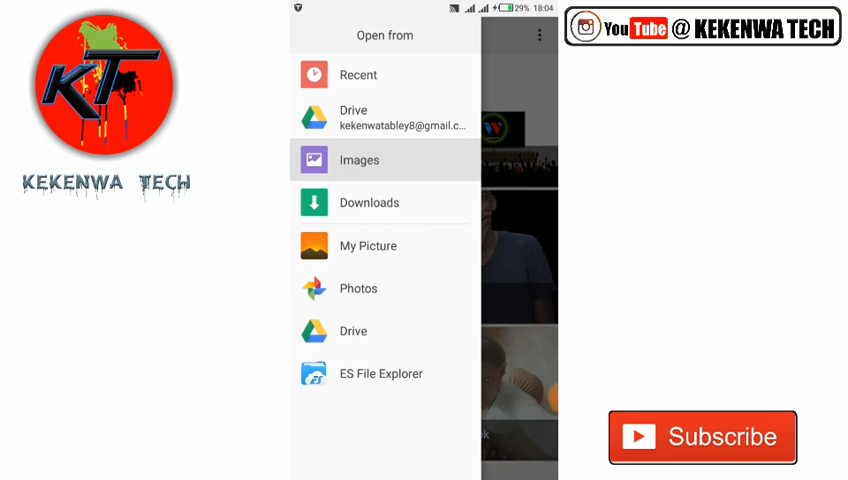 KT
KEKENWA TECH
29% 18:04
Open from
Recent
Drive
kekenwatabley8@gmail.c...
Images
Downloads
My Picture
Photos
Drive
ES File Explorer
YouTube @ KEKENWA TECH
Subscribe